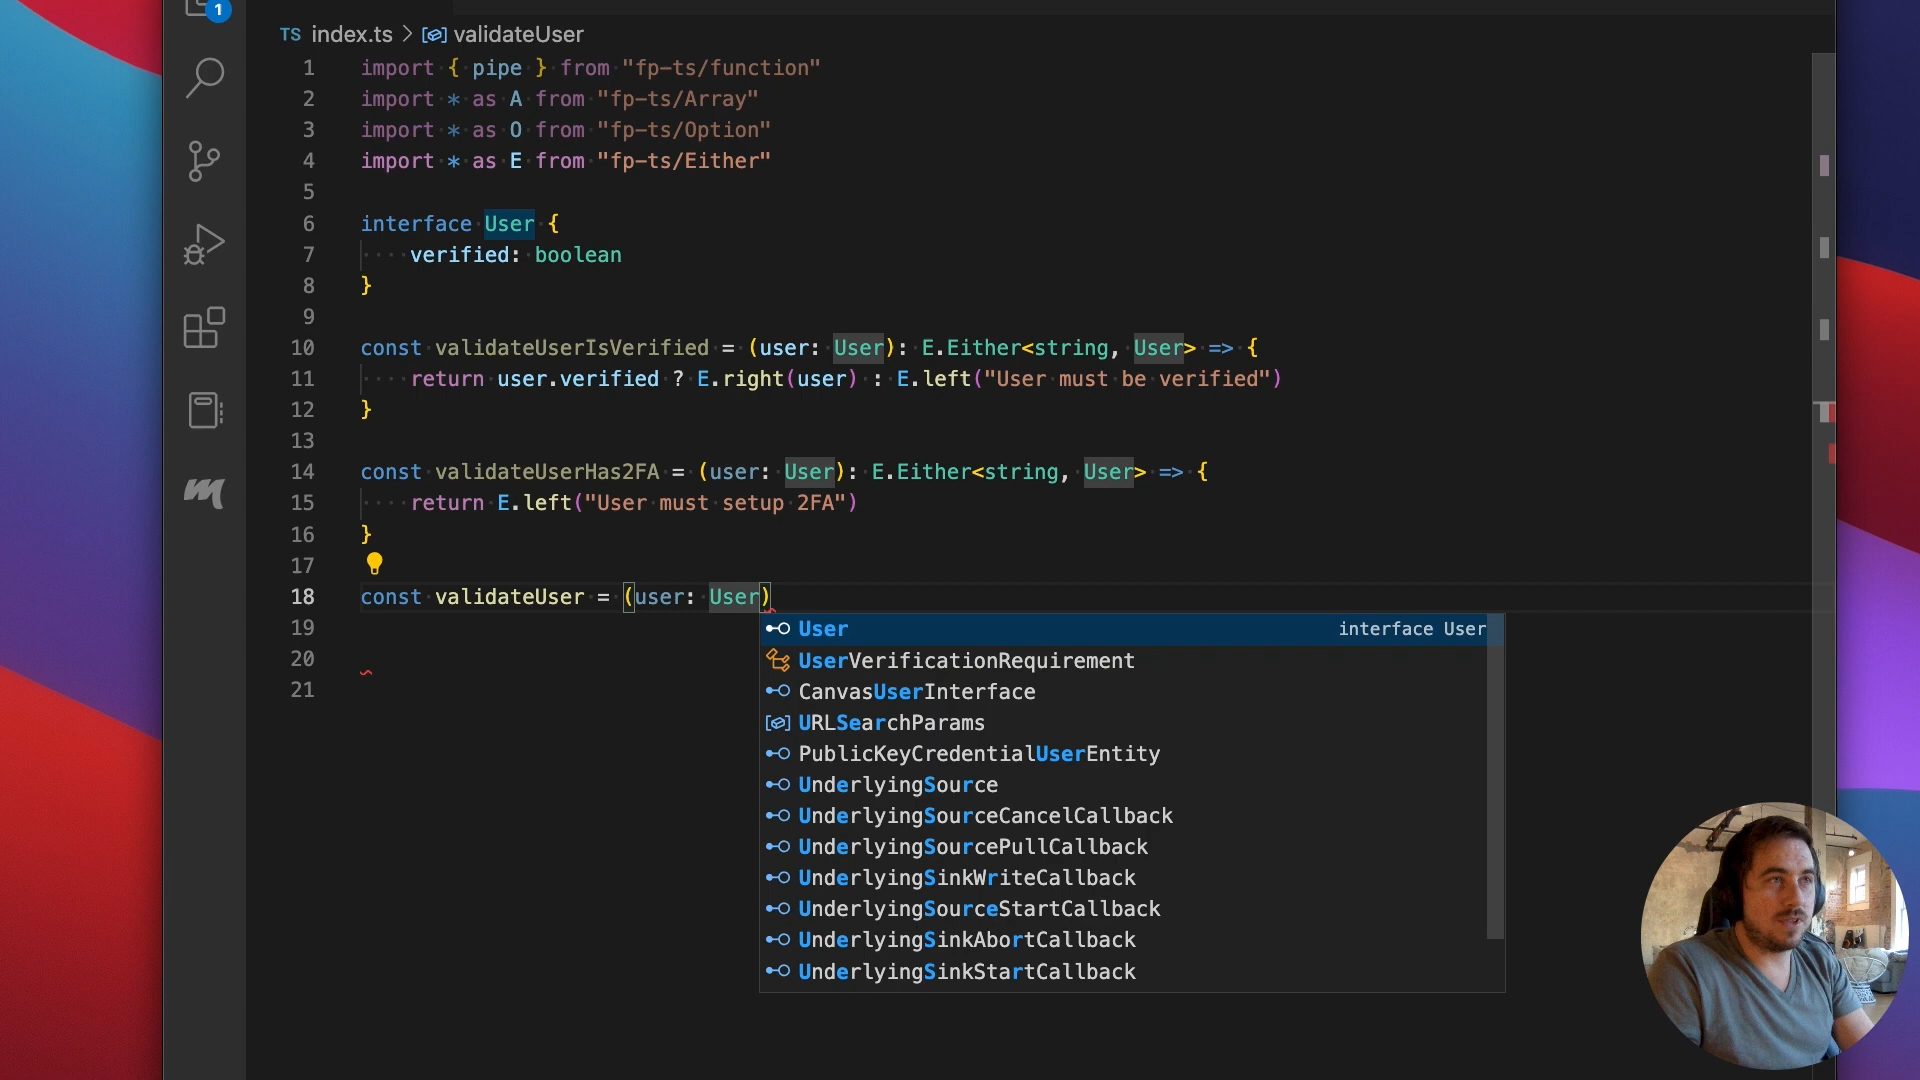 1
TS index.ts > validateUser
1 import { pipe } from "fp-ts/function"
2 import * as A from "fp-ts/Array"
3 import * as O from "fp-ts/Option"
4 import * as E from "fp-ts/Either"
5
6 interface User {
7 verified: boolean
8 }
9
10 const validateUserIsVerified = (user: User): E.Either<string, User> => {
11 return user.verified ? E.right(user) : E.left("User must be verified")
12 }
13
14 const validateUserHas2FA = (user: User): E.Either<string, User> => {
15 return E.left("User must setup 2FA")
16 }
17
18 const validateUser = (user: User)
19
20
21
User interface User
UserVerificationRequirement
CanvasUserInterface
URLSearchParams
PublicKeyCredentialUserEntity
UnderlyingSource
UnderlyingSourceCancelCallback
UnderlyingSourcePullCallback
UnderlyingSinkWriteCallback
UnderlyingSourceStartCallback
UnderlyingSinkAbortCallback
UnderlyingSinkStartCallback